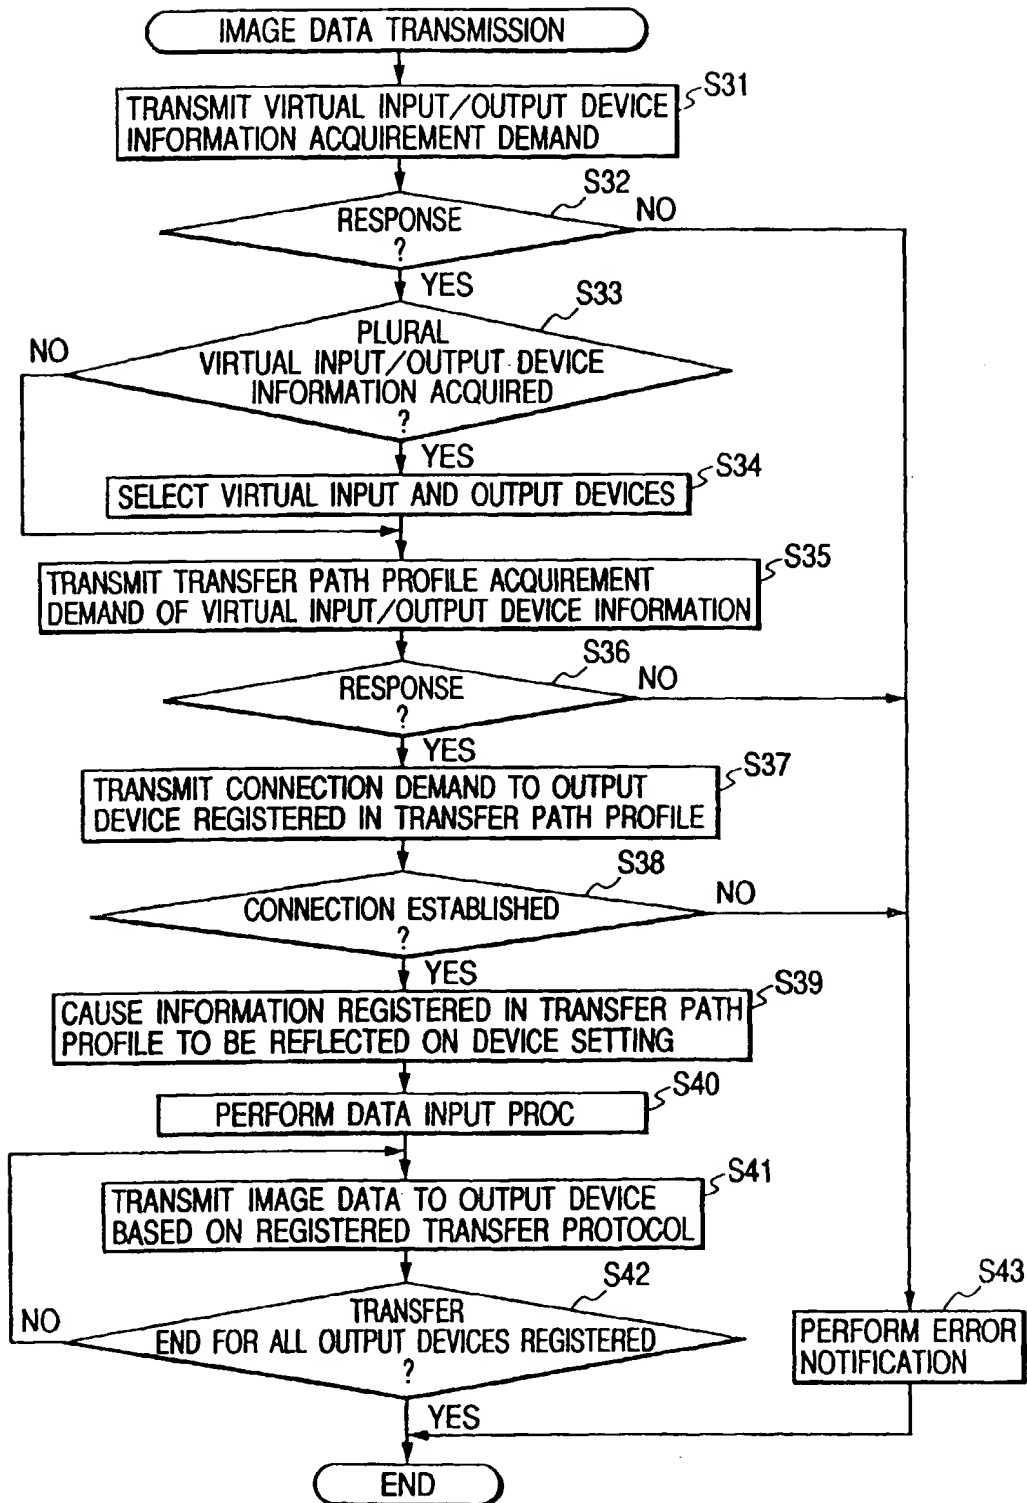 IMAGE DATA TRANSMISSION
S31
TRANSMIT VIRTUAL INPUT/OUTPUT DEVICE
INFORMATION ACQUIREMENT DEMAND
S32
RESPONSE
?
NO
YES
S33
PLURAL
VIRTUAL INPUT/OUTPUT DEVICE
INFORMATION ACQUIRED
?
NO
YES
S34
SELECT VIRTUAL INPUT AND OUTPUT DEVICES
S35
TRANSMIT TRANSFER PATH PROFILE ACQUIREMENT
DEMAND OF VIRTUAL INPUT/OUTPUT DEVICE INFORMATION
S36
RESPONSE
?
NO
YES
S37
TRANSMIT CONNECTION DEMAND TO OUTPUT
DEVICE REGISTERED IN TRANSFER PATH PROFILE
S38
CONNECTION ESTABLISHED
?
NO
YES
S39
CAUSE INFORMATION REGISTERED IN TRANSFER PATH
PROFILE TO BE REFLECTED ON DEVICE SETTING
S40
PERFORM DATA INPUT PROC
S41
TRANSMIT IMAGE DATA TO OUTPUT DEVICE
BASED ON REGISTERED TRANSFER PROTOCOL
S42
TRANSFER
END FOR ALL OUTPUT DEVICES REGISTERED
?
NO
YES
S43
PERFORM ERROR
NOTIFICATION
END